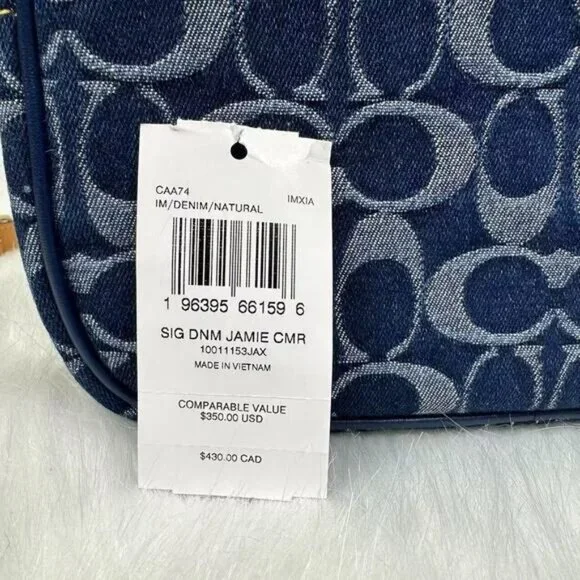 CAA74 IMXIA
IM/DENIM/NATURAL
1 96395 66159 6
SIG DNM JAMIE CMR
10011153JAX
MADE IN VIETNAM
COMPARABLE VALUE
$350.00 USD
$430.00 CAD